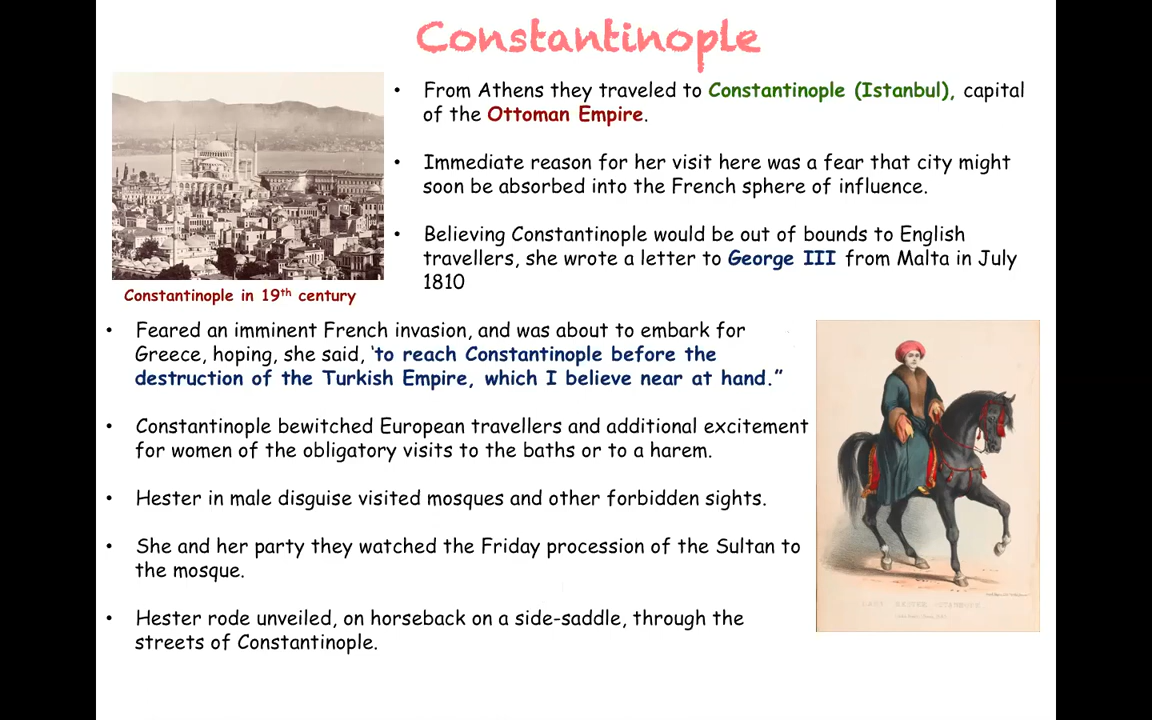 Constantinople
• From Athens they traveled to Constantinople (Istanbul), capital
of the Ottoman Empire.
• Immediate reason for her visit here was a fear that city might
soon be absorbed into the French sphere of influence.
• Believing Constantinople would be out of bounds to English
travellers, she wrote a letter to George III from Malta in July
1810
Constantinople in 19th century
• Feared an imminent French invasion, and was about to embark for
Greece, hoping, she said, ‘to reach Constantinople before the
destruction of the Turkish Empire, which I believe near at hand.”
• Constantinople bewitched European travellers and additional excitement
for women of the obligatory visits to the baths or to a harem.
• Hester in male disguise visited mosques and other forbidden sights.
• She and her party they watched the Friday procession of the Sultan to
the mosque.
• Hester rode unveiled, on horseback on a side-saddle, through the
streets of Constantinople.
LADY HESTER STANHOPE